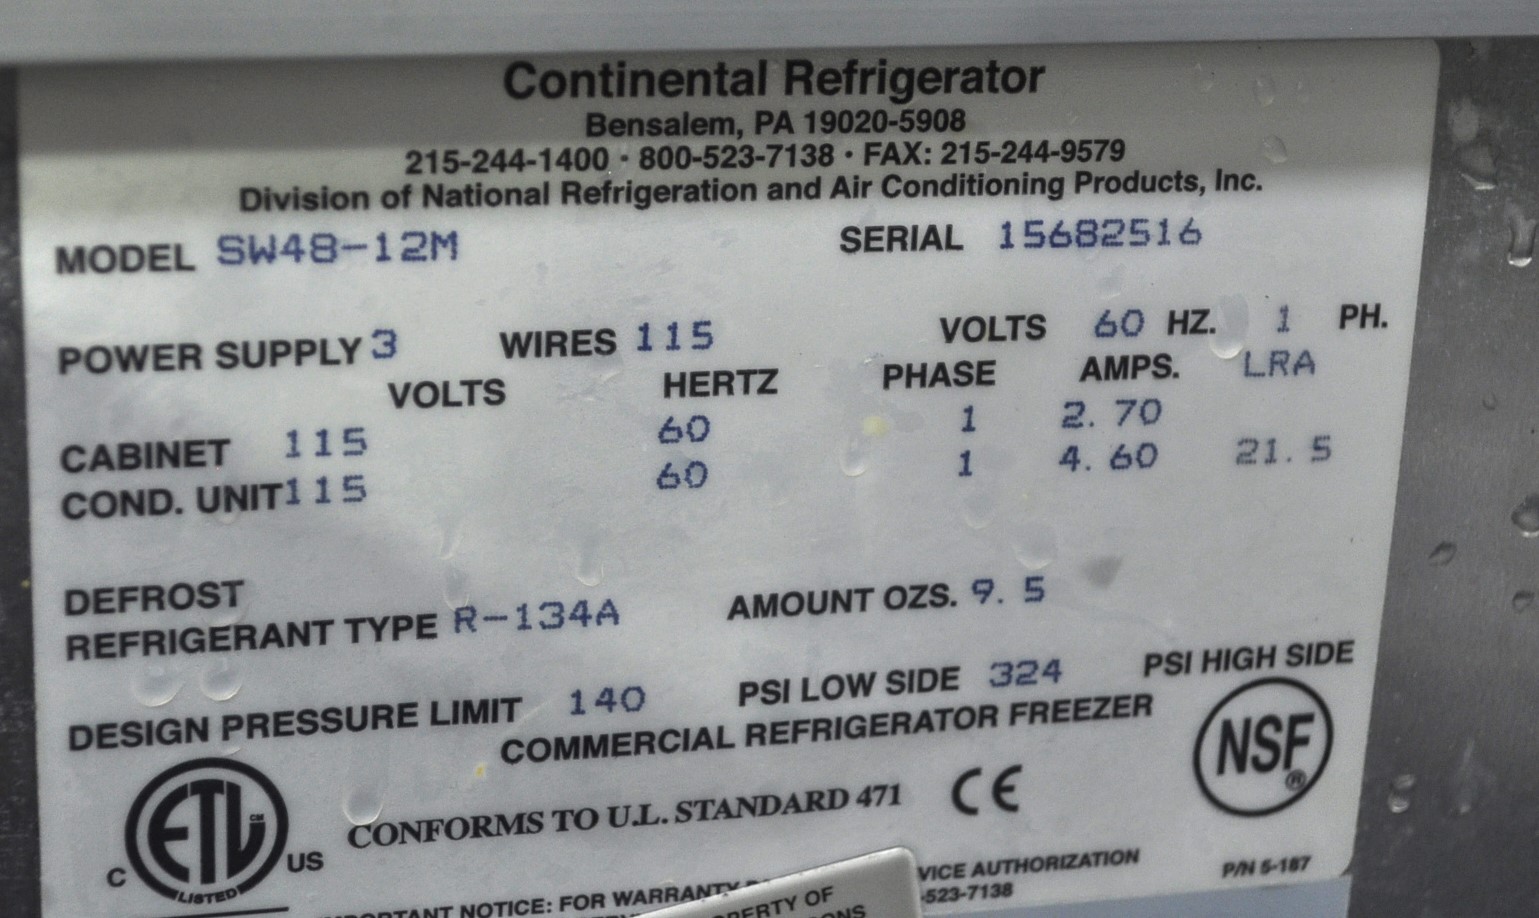 Continental Refrigerator
Bensalem, PA 19020-5908
215-244-1400 · 800-523-7138 · FAX: 215-244-9579
Division of National Refrigeration and Air Conditioning Products, Inc.
MODEL SW48-12M SERIAL 15682516
POWER SUPPLY 3 WIRES 115 VOLTS 60 HZ. 1 PH.
VOLTS HERTZ PHASE AMPS. LRA
CABINET 115 60 1 2.70
COND. UNIT 115 60 1 4.60 21.5
DEFROST
REFRIGERANT TYPE R-134A AMOUNT OZS. 9.5
DESIGN PRESSURE LIMIT 140 PSI LOW SIDE 324 PSI HIGH SIDE
COMMERCIAL REFRIGERATOR FREEZER
CONFORMS TO U.L. STANDARD 471 CE NSF®
C ETL CM US
LISTED
P/N 5-187
NOTICE: FOR WARRANTY AUTHORIZATION
-523-7138
OF